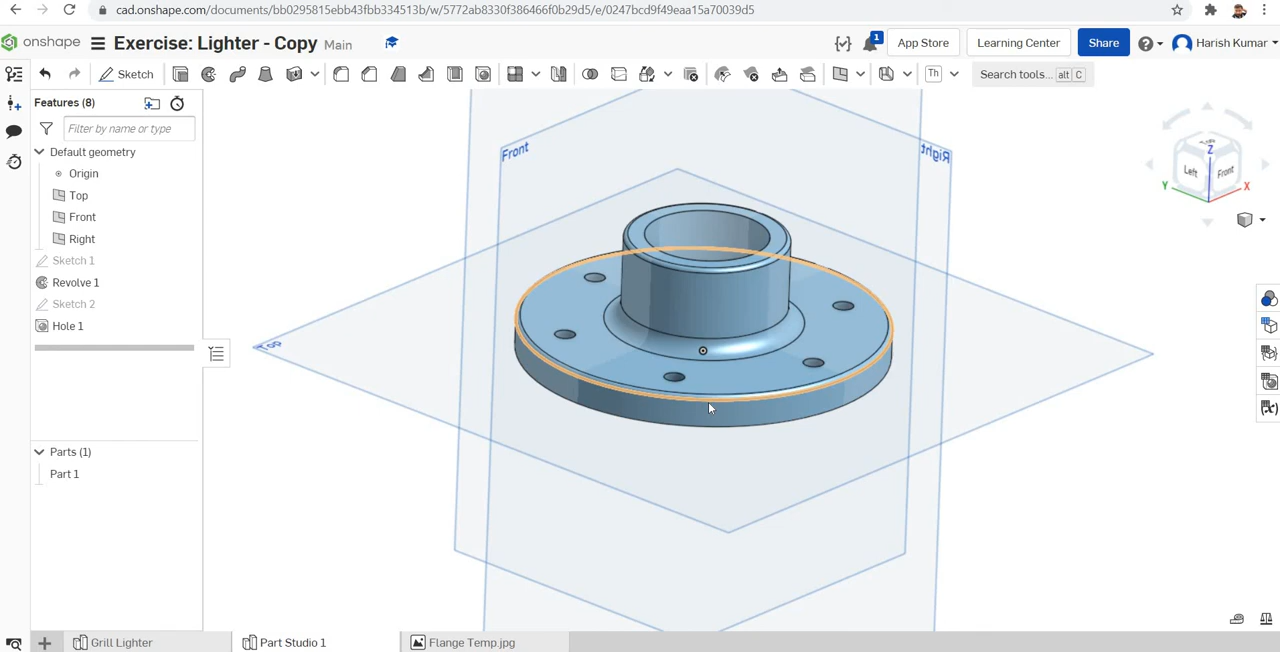 cad.onshape.com/documents/bb0295815ebb43fbb334513b/w/5772ab8330f386466f0b29d5/e/0247bcd9f49eaa15a70039d5
onshape Exercise: Lighter - Copy Main 1 App Store Learning Center Share Harish Kumar
Sketch Th Search tools... alt C
Features (8)
Filter by name or type
Default geometry
Origin
Top
Front
Right
Sketch 1
Revolve 1
Sketch 2
Hole 1
Parts (1)
Part 1
Front
Right
Top
Z
Left
Front
Y
X
(x)
Grill Lighter
Part Studio 1
Flange Temp.jpg